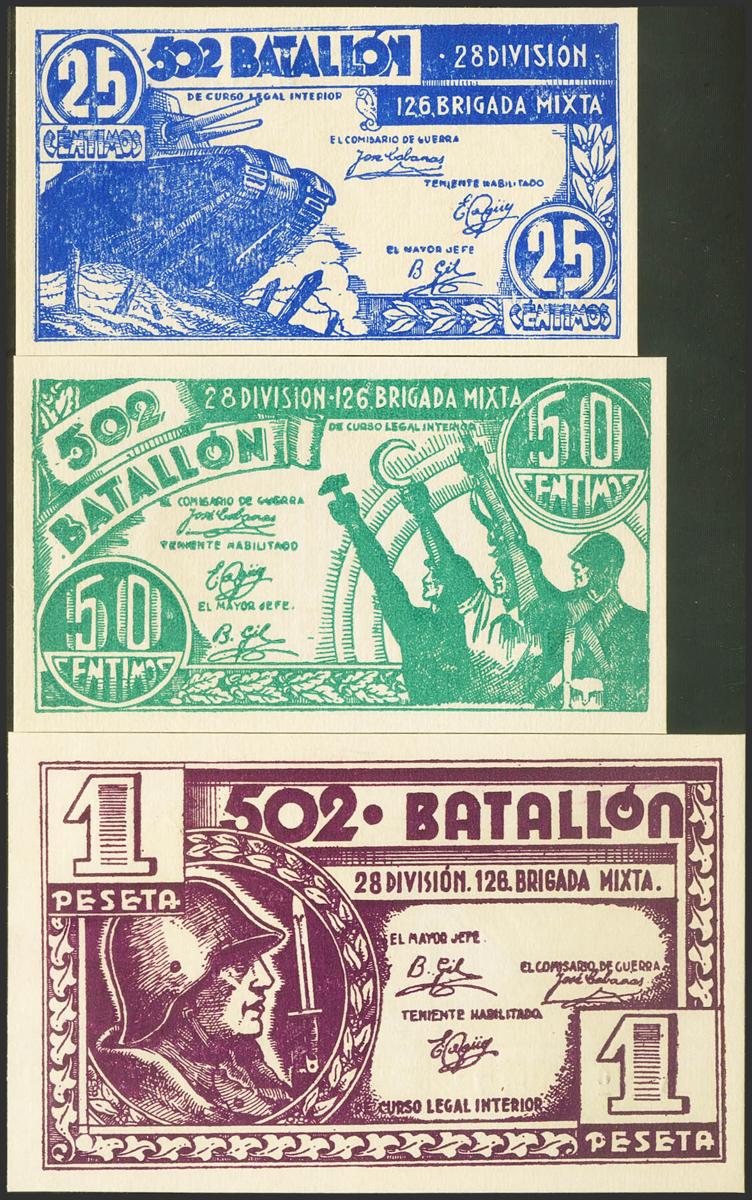 25
CÉNTIMOS
502 BATALLÓN
· 28 DIVISIÓN ·
DE CURSO LEGAL INTERIOR
126. BRIGADA MIXTA
EL COMISARIO DE GUERRA
José Cabanas
TENIENTE HABILITADO
EL MAYOR JEFE
B. Gil
25
CÉNTIMOS
502
BATALLÓN
28 DIVISION · 126 BRIGADA MIXTA
DE CURSO LEGAL INTERIOR
50
CENTIMOS
EL COMISARIO DE GUERRA
José Cabanas
TENIENTE HABILITADO
EL MAYOR JEFE.
B. Gil
50
CENTIMOS
1
PESETA
502 · BATALLÓN
28 DIVISIÓN. 126. BRIGADA MIXTA.
EL MAYOR JEFE.
B. Gil
EL COMISARIO DE GUERRA
José Cabanas
TENIENTE HABILITADO
DE CURSO LEGAL INTERIOR
1
PESETA